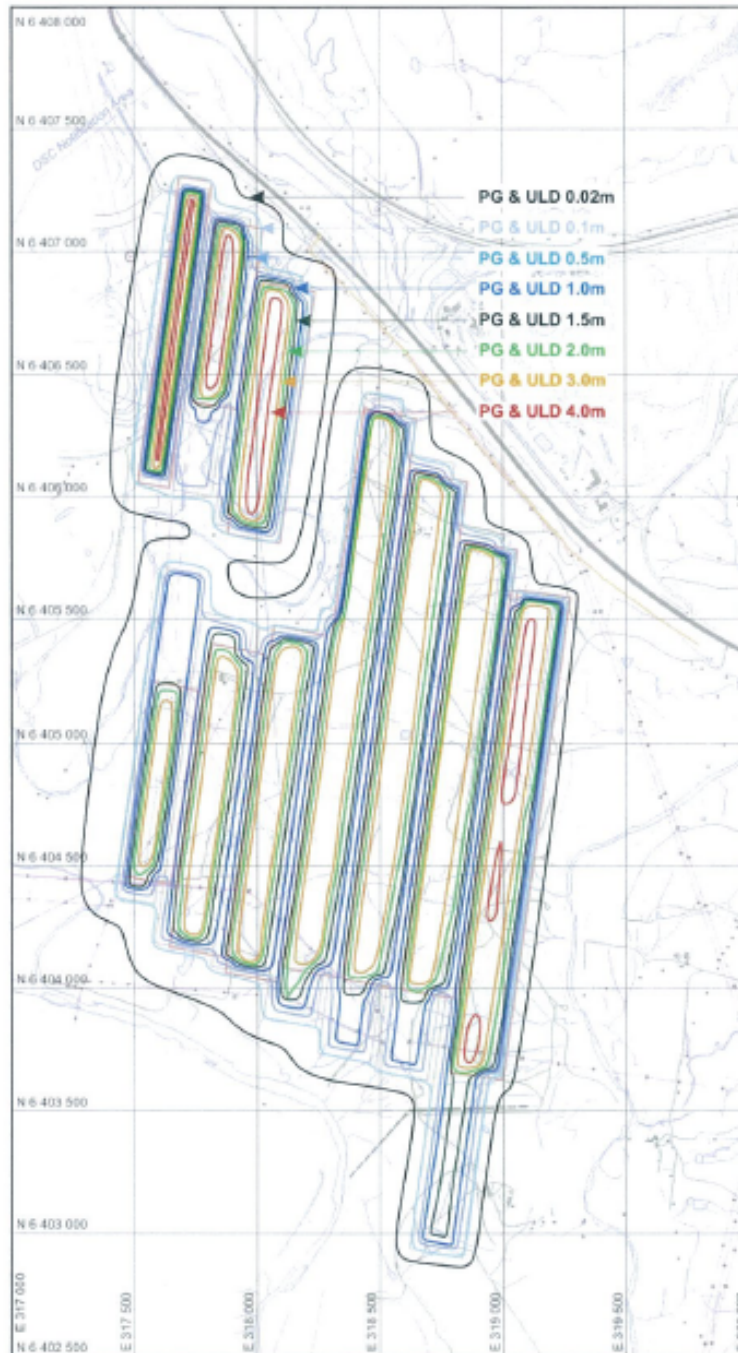 N 6 408 000
DSC Notification Area
N 6 407 500
PG & ULD 0.02m
PG & ULD 0.1m
N 6 407 000
PG & ULD 0.5m
PG & ULD 1.0m
PG & ULD 1.5m
PG & ULD 2.0m
N 6 406 500
PG & ULD 3.0m
PG & ULD 4.0m
N 6 406 000
N 6 405 500
N 6 405 000
N 6 404 500
N 6 404 000
N 6 403 500
N 6 403 000
N 6 402 500
E 317 000
E 317 500
E 318 000
E 318 500
E 319 000
E 319 500